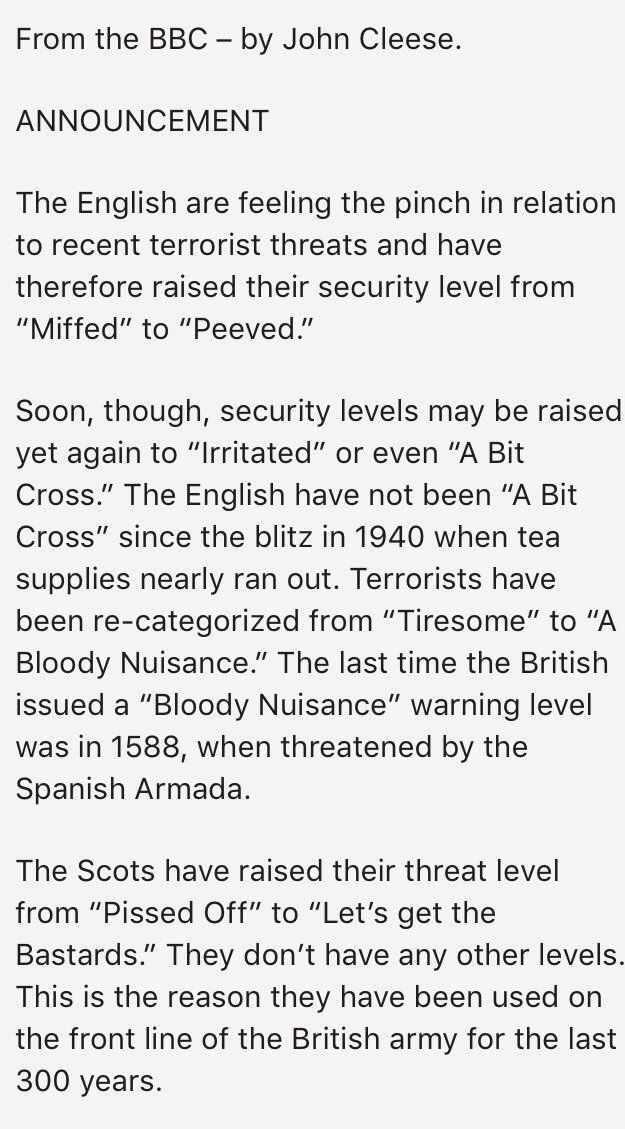 From the BBC – by John Cleese.
ANNOUNCEMENT
The English are feeling the pinch in relation
to recent terrorist threats and have
therefore raised their security level from
“Miffed” to “Peeved.”
Soon, though, security levels may be raised
yet again to “Irritated” or even “A Bit
Cross.” The English have not been “A Bit
Cross” since the blitz in 1940 when tea
supplies nearly ran out. Terrorists have
been re-categorized from “Tiresome” to “A
Bloody Nuisance.” The last time the British
issued a “Bloody Nuisance” warning level
was in 1588, when threatened by the
Spanish Armada.
The Scots have raised their threat level
from “Pissed Off” to “Let’s get the
Bastards.” They don’t have any other levels.
This is the reason they have been used on
the front line of the British army for the last
300 years.